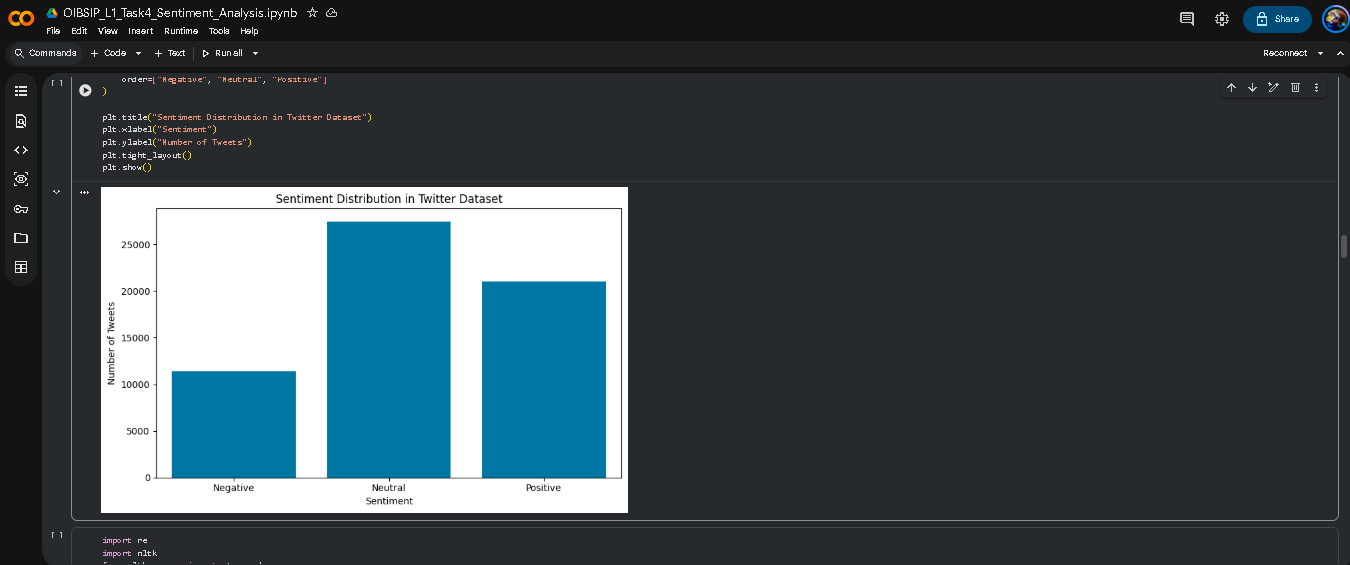 OIBSIP_L1_Task4_Sentiment_Analysis.ipynb
File Edit View Insert Runtime Tools Help
Share
Commands + Code + Text Run all
Reconnect
[ ]
order=["Negative", "Neutral", "Positive"]
)
plt.title("Sentiment Distribution in Twitter Dataset")
plt.xlabel("Sentiment")
plt.ylabel("Number of Tweets")
plt.tight_layout()
plt.show()
Sentiment Distribution in Twitter Dataset
Number of Tweets
25000
20000
15000
10000
5000
0
Negative Neutral Positive
Sentiment
[ ]
import re
import nltk